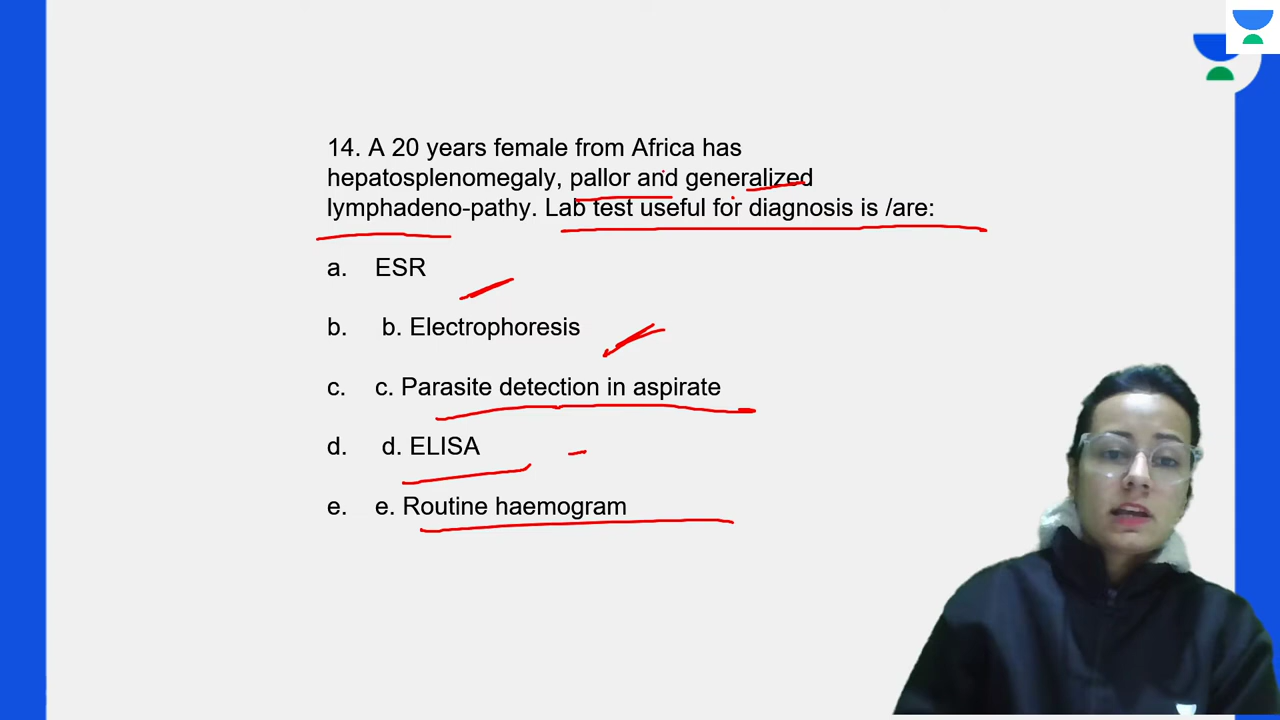 14. A 20 years female from Africa has
hepatosplenomegaly, pallor and generalized
lymphadeno-pathy. Lab test useful for diagnosis is /are:
a. ESR
b. b. Electrophoresis
c. c. Parasite detection in aspirate
d. d. ELISA
e. e. Routine haemogram